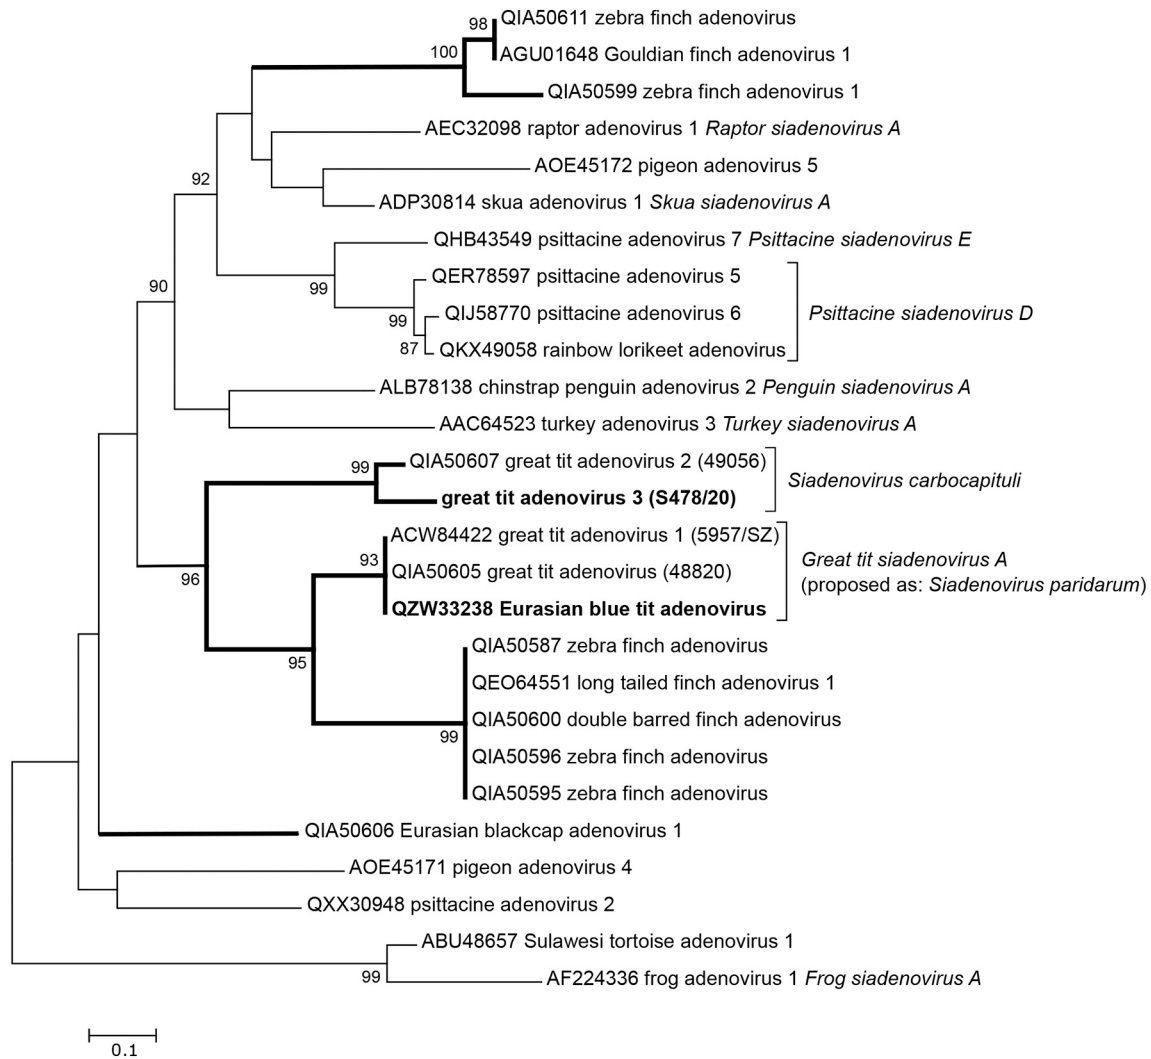 98
QIA50611 zebra finch adenovirus
100
AGU01648 Gouldian finch adenovirus 1
QIA50599 zebra finch adenovirus 1
AEC32098 raptor adenovirus 1 Raptor siadenovirus A
AOE45172 pigeon adenovirus 5
92
ADP30814 skua adenovirus 1 Skua siadenovirus A
QHB43549 psittacine adenovirus 7 Psittacine siadenovirus E
QER78597 psittacine adenovirus 5
90
99
QIJ58770 psittacine adenovirus 6
Psittacine siadenovirus D
99
87
QKX49058 rainbow lorikeet adenovirus
ALB78138 chinstrap penguin adenovirus 2 Penguin siadenovirus A
AAC64523 turkey adenovirus 3 Turkey siadenovirus A
99
QIA50607 great tit adenovirus 2 (49056)
Siadenovirus carbocapituli
great tit adenovirus 3 (S478/20)
ACW84422 great tit adenovirus 1 (5957/SZ)
93
96
QIA50605 great tit adenovirus (48820)
Great tit siadenovirus A
(proposed as: Siadenovirus paridarum)
QZW33238 Eurasian blue tit adenovirus
QIA50587 zebra finch adenovirus
95
QEO64551 long tailed finch adenovirus 1
QIA50600 double barred finch adenovirus
99
QIA50596 zebra finch adenovirus
QIA50595 zebra finch adenovirus
QIA50606 Eurasian blackcap adenovirus 1
AOE45171 pigeon adenovirus 4
QXX30948 psittacine adenovirus 2
ABU48657 Sulawesi tortoise adenovirus 1
99
AF224336 frog adenovirus 1 Frog siadenovirus A
0.1